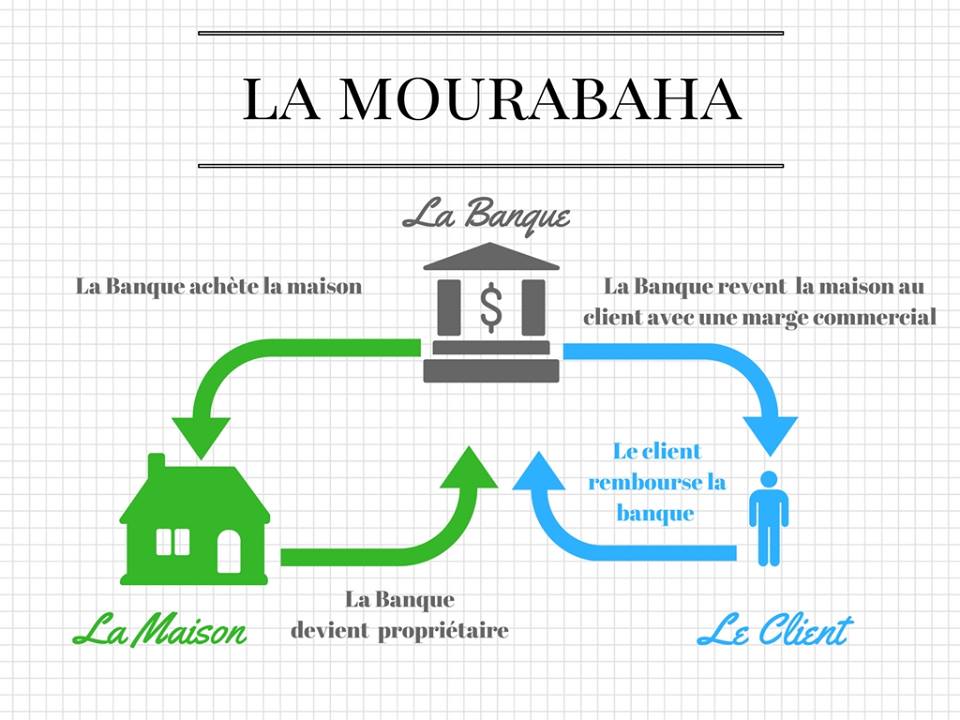 LA MOURABAHA
La Banque
La Banque achète la maison
La Banque revent la maison au
client avec une marge commercial
$
Le client
rembourse la
banque
La Banque
devient propriétaire
La Maison
Le Client